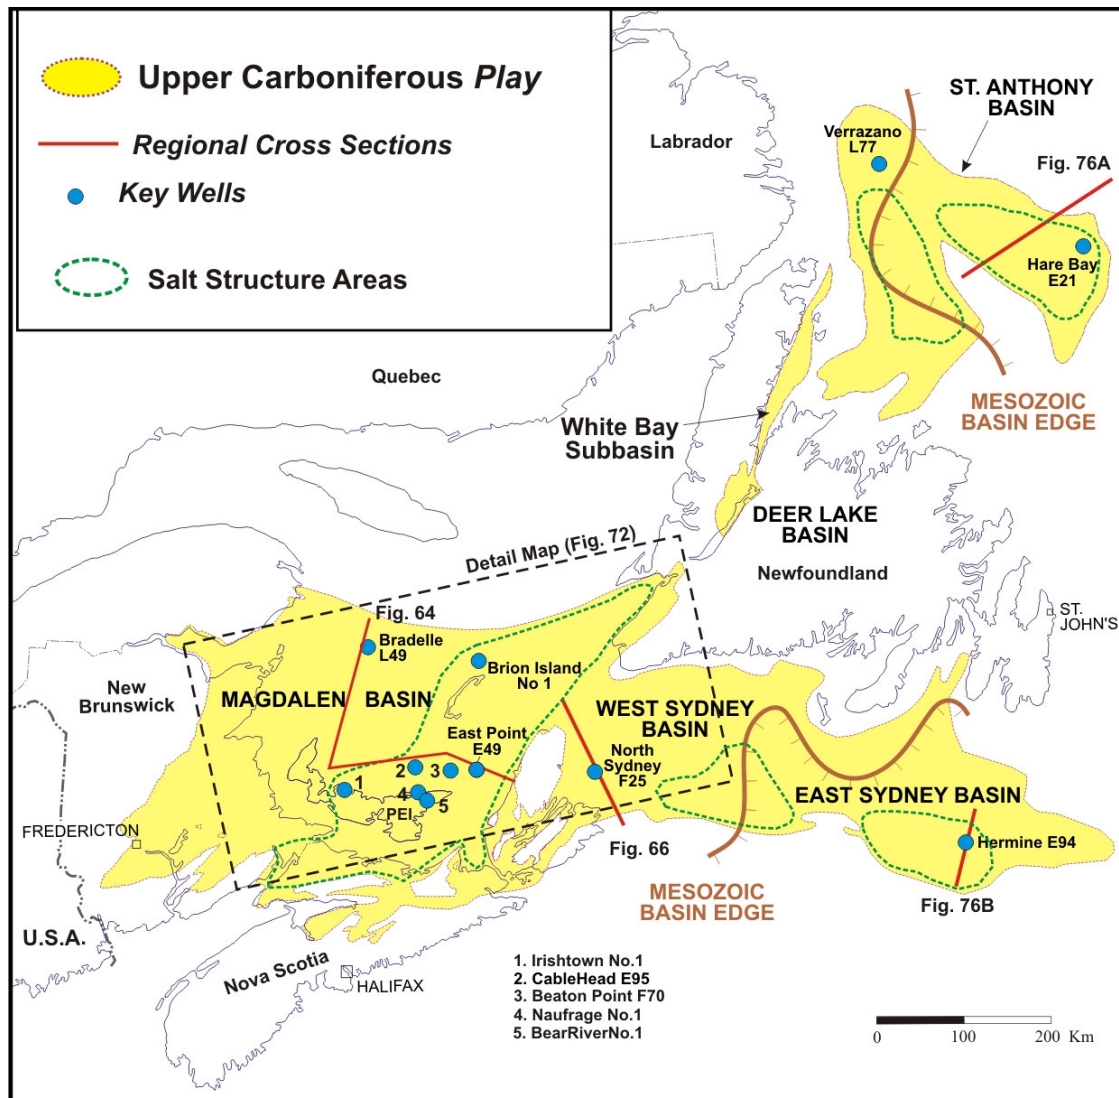 Upper Carboniferous Play
Regional Cross Sections
Key Wells
Salt Structure Areas
Labrador
Verrazano
L77
ST. ANTHONY
BASIN
Fig. 76A
Hare Bay
E21
Quebec
White Bay
Subbasin
MESOZOIC
BASIN EDGE
DEER LAKE
BASIN
Newfoundland
ST.
JOHN'S
Detail Map (Fig. 72)
Fig. 64
Bradelle
L49
New
Brunswick
MAGDALEN BASIN
Brion Island
No 1
WEST SYDNEY
BASIN
East Point
E49
North
Sydney
F25
1
2
3
4
5
PEI
EAST SYDNEY BASIN
FREDERICTON
Fig. 66
Hermine E94
MESOZOIC
BASIN EDGE
Fig. 76B
U.S.A.
Nova Scotia
HALIFAX
1. Irishtown No.1
2. CableHead E95
3. Beaton Point F70
4. Naufrage No.1
5. BearRiverNo.1
0 100 200 Km